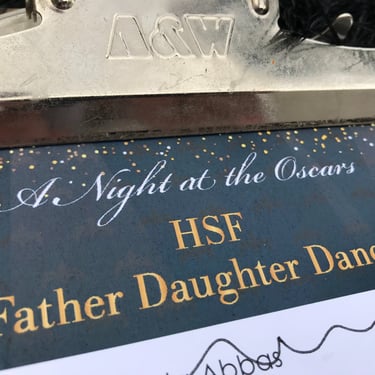 A&W
A Night at the Oscars
HSF
Father Daughter Danc
Abbas